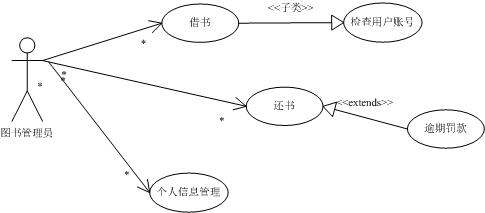 <<子类>>
借书
检查用户账号
*
*
*
*
*
<<extends>>
还书
*
逾期罚款
图书管理员
*
个人信息管理